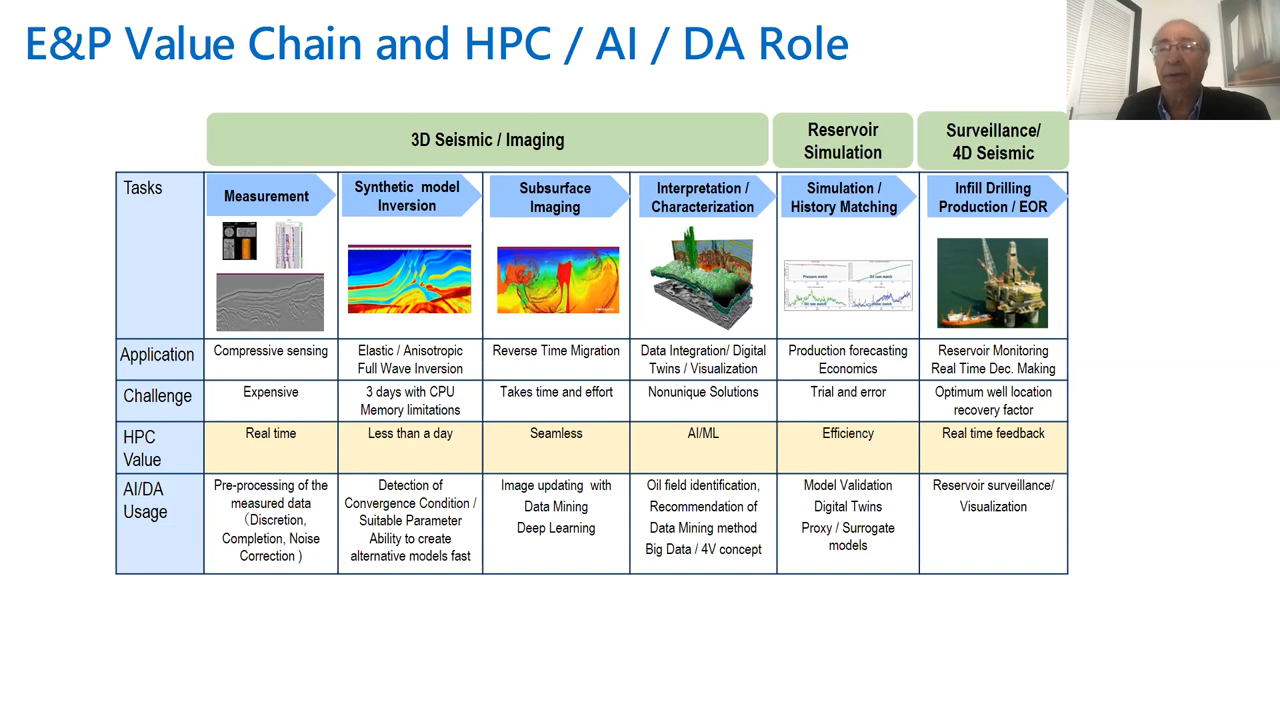 E&P Value Chain and HPC / AI / DA Role
3D Seismic / Imaging
Reservoir
Simulation
Surveillance/
4D Seismic
Tasks
Measurement
Synthetic model
Inversion
Subsurface
Imaging
Interpretation /
Characterization
Simulation /
History Matching
Infill Drilling
Production / EOR
Pressure match
Oil rate match
Application
Compressive sensing
Elastic / Anisotropic
Full Wave Inversion
Reverse Time Migration
Data Integration/ Digital
Twins / Visualization
Production forecasting
Economics
Reservoir Monitoring
Real Time Dec. Making
Challenge
Expensive
3 days with CPU
Memory limitations
Takes time and effort
Nonunique Solutions
Trial and error
Optimum well location
recovery factor
HPC
Value
Real time
Less than a day
Seamless
AI/ML
Efficiency
Real time feedback
AI/DA
Usage
Pre-processing of the
measured data
（Discretion,
Completion, Noise
Correction )
Detection of
Convergence Condition /
Suitable Parameter
Ability to create
alternative models fast
Image updating with
Data Mining
Deep Learning
Oil field identification,
Recommendation of
Data Mining method
Big Data / 4V concept
Model Validation
Digital Twins
Proxy / Surrogate
models
Reservoir surveillance/
Visualization